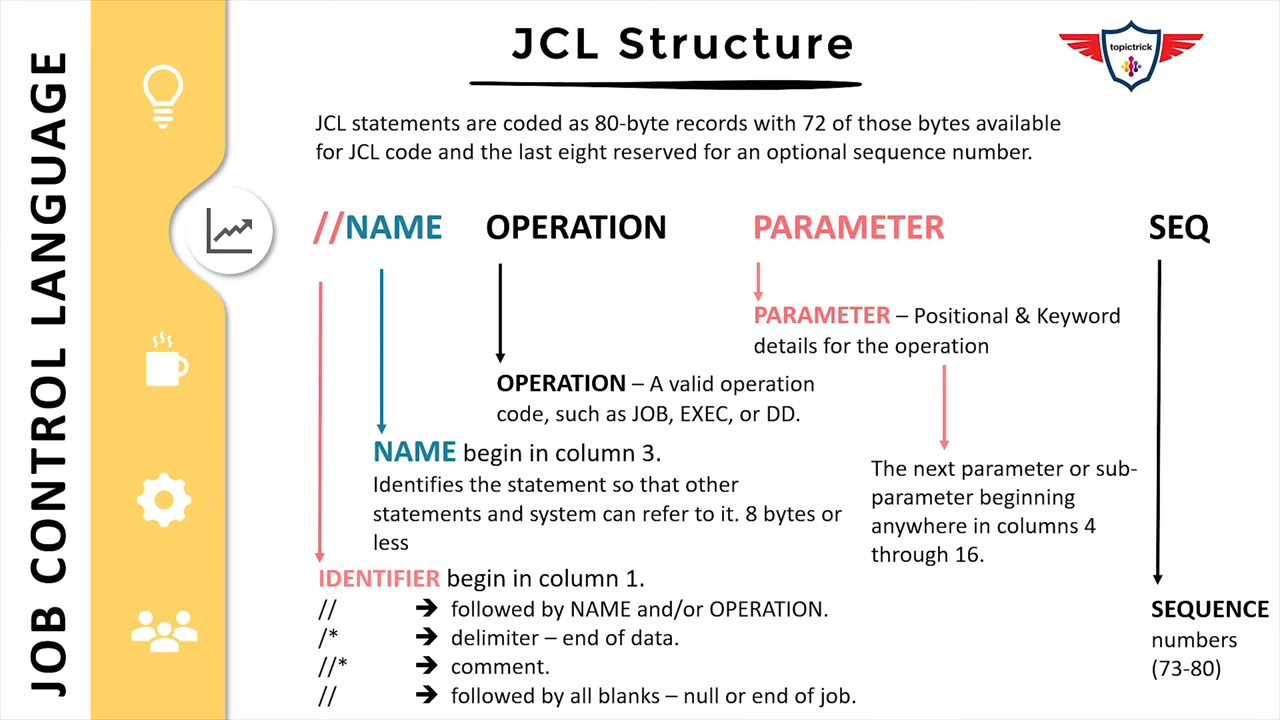 JOB CONTROL LANGUAGE
JCL Structure
topictrick
JCL statements are coded as 80-byte records with 72 of those bytes available
for JCL code and the last eight reserved for an optional sequence number.
//NAME OPERATION PARAMETER SEQ
PARAMETER – Positional & Keyword
details for the operation
OPERATION – A valid operation
code, such as JOB, EXEC, or DD.
NAME begin in column 3.
Identifies the statement so that other
statements and system can refer to it. 8 bytes or
less
The next parameter or sub-
parameter beginning
anywhere in columns 4
through 16.
IDENTIFIER begin in column 1.
// ➔ followed by NAME and/or OPERATION.
/* ➔ delimiter – end of data.
//* ➔ comment.
// ➔ followed by all blanks – null or end of job.
SEQUENCE
numbers
(73-80)